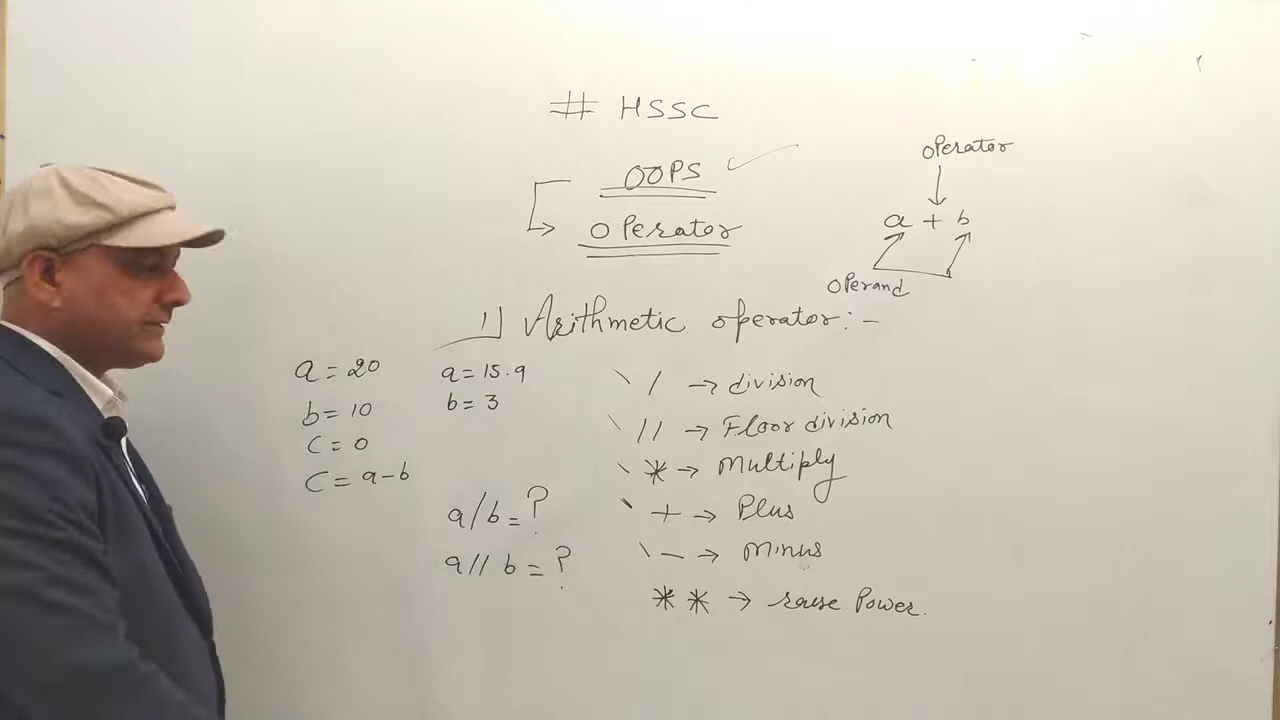 # HSSC
OOPS
operator
operator
a + b
operand
1) Arithmetic operator:-
a = 20
b = 10
c = 0
c = a-b
a = 15.9
b = 3
a/b = ?
a// b = ?
/ → division
// → Floor division
* → Multiply
+ → Plus
- → Minus
** → raise Power.